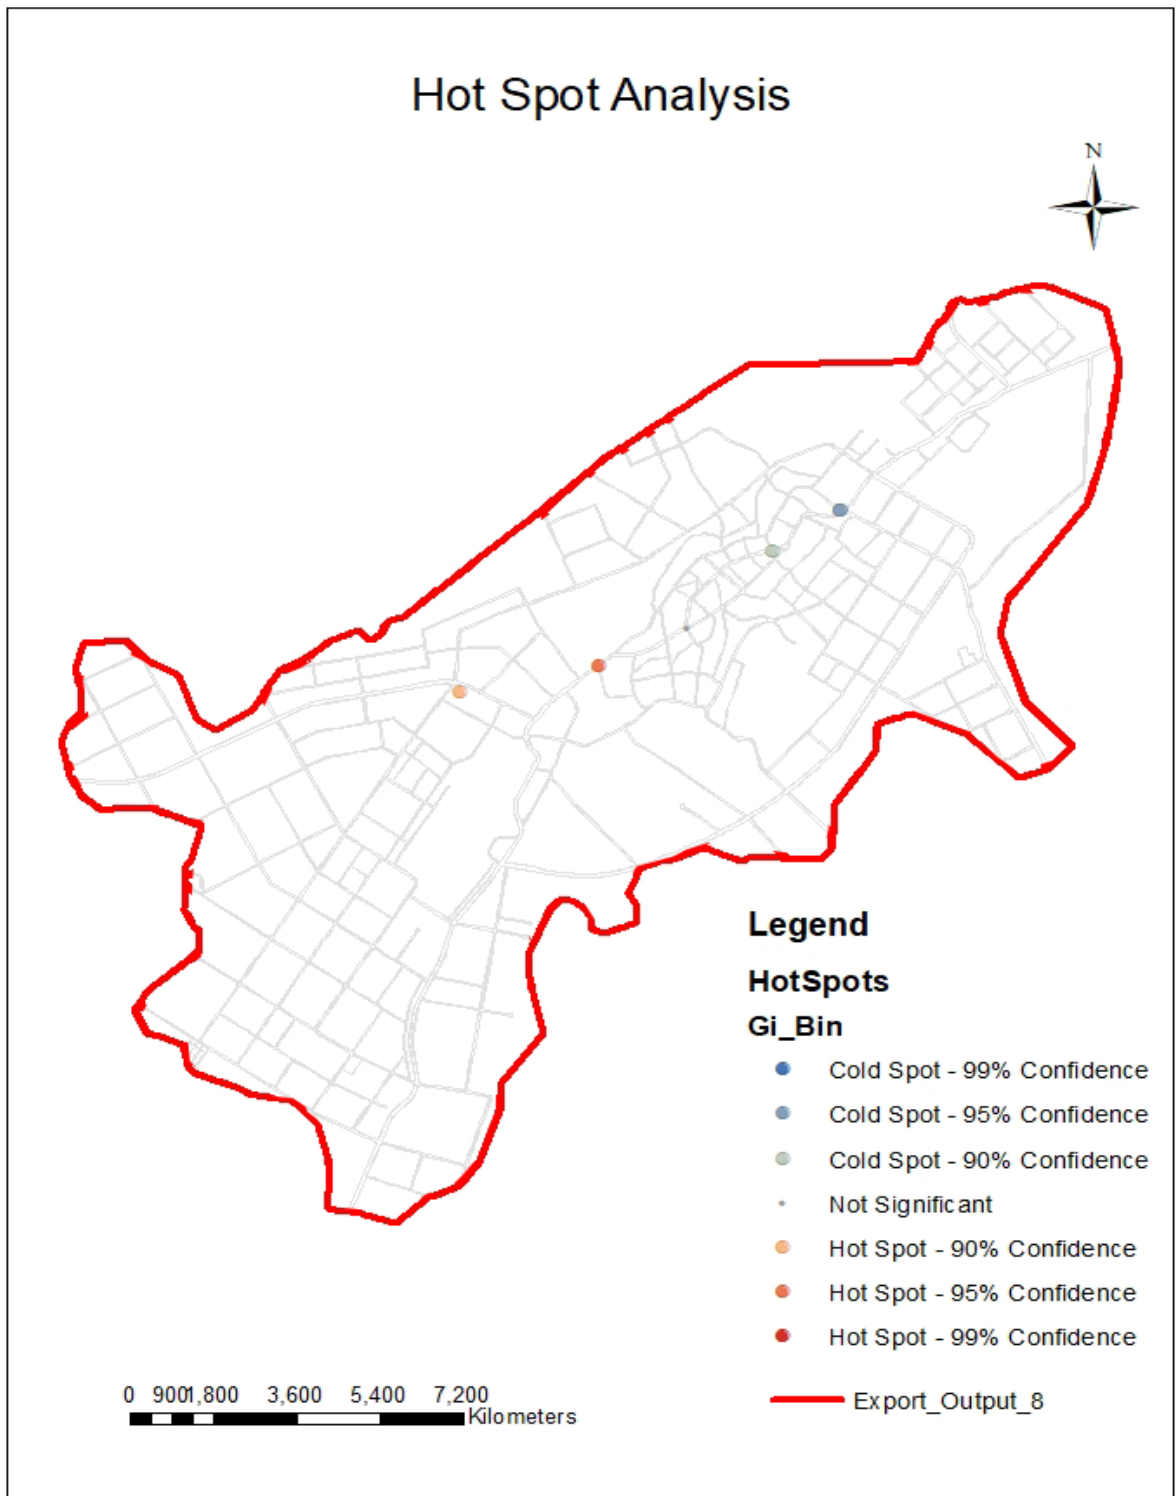 Hot Spot Analysis
N
Legend
HotSpots
Gi_Bin
Cold Spot - 99% Confidence
Cold Spot - 95% Confidence
Cold Spot - 90% Confidence
Not Significant
Hot Spot - 90% Confidence
Hot Spot - 95% Confidence
Hot Spot - 99% Confidence
Export_Output_8
0 9001,800 3,600 5,400 7,200
Kilometers